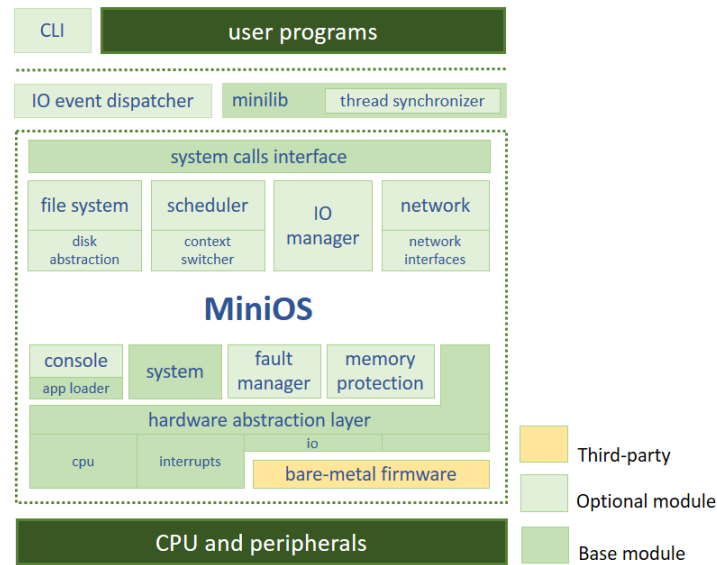 CLI
user programs
IO event dispatcher
minilib
thread synchronizer
system calls interface
file system
disk
abstraction
scheduler
context
switcher
IO
manager
network
network
interfaces
MiniOS
console
app loader
system
fault
manager
memory
protection
hardware abstraction layer
io
cpu
interrupts
bare-metal firmware
CPU and peripherals
Third-party
Optional module
Base module